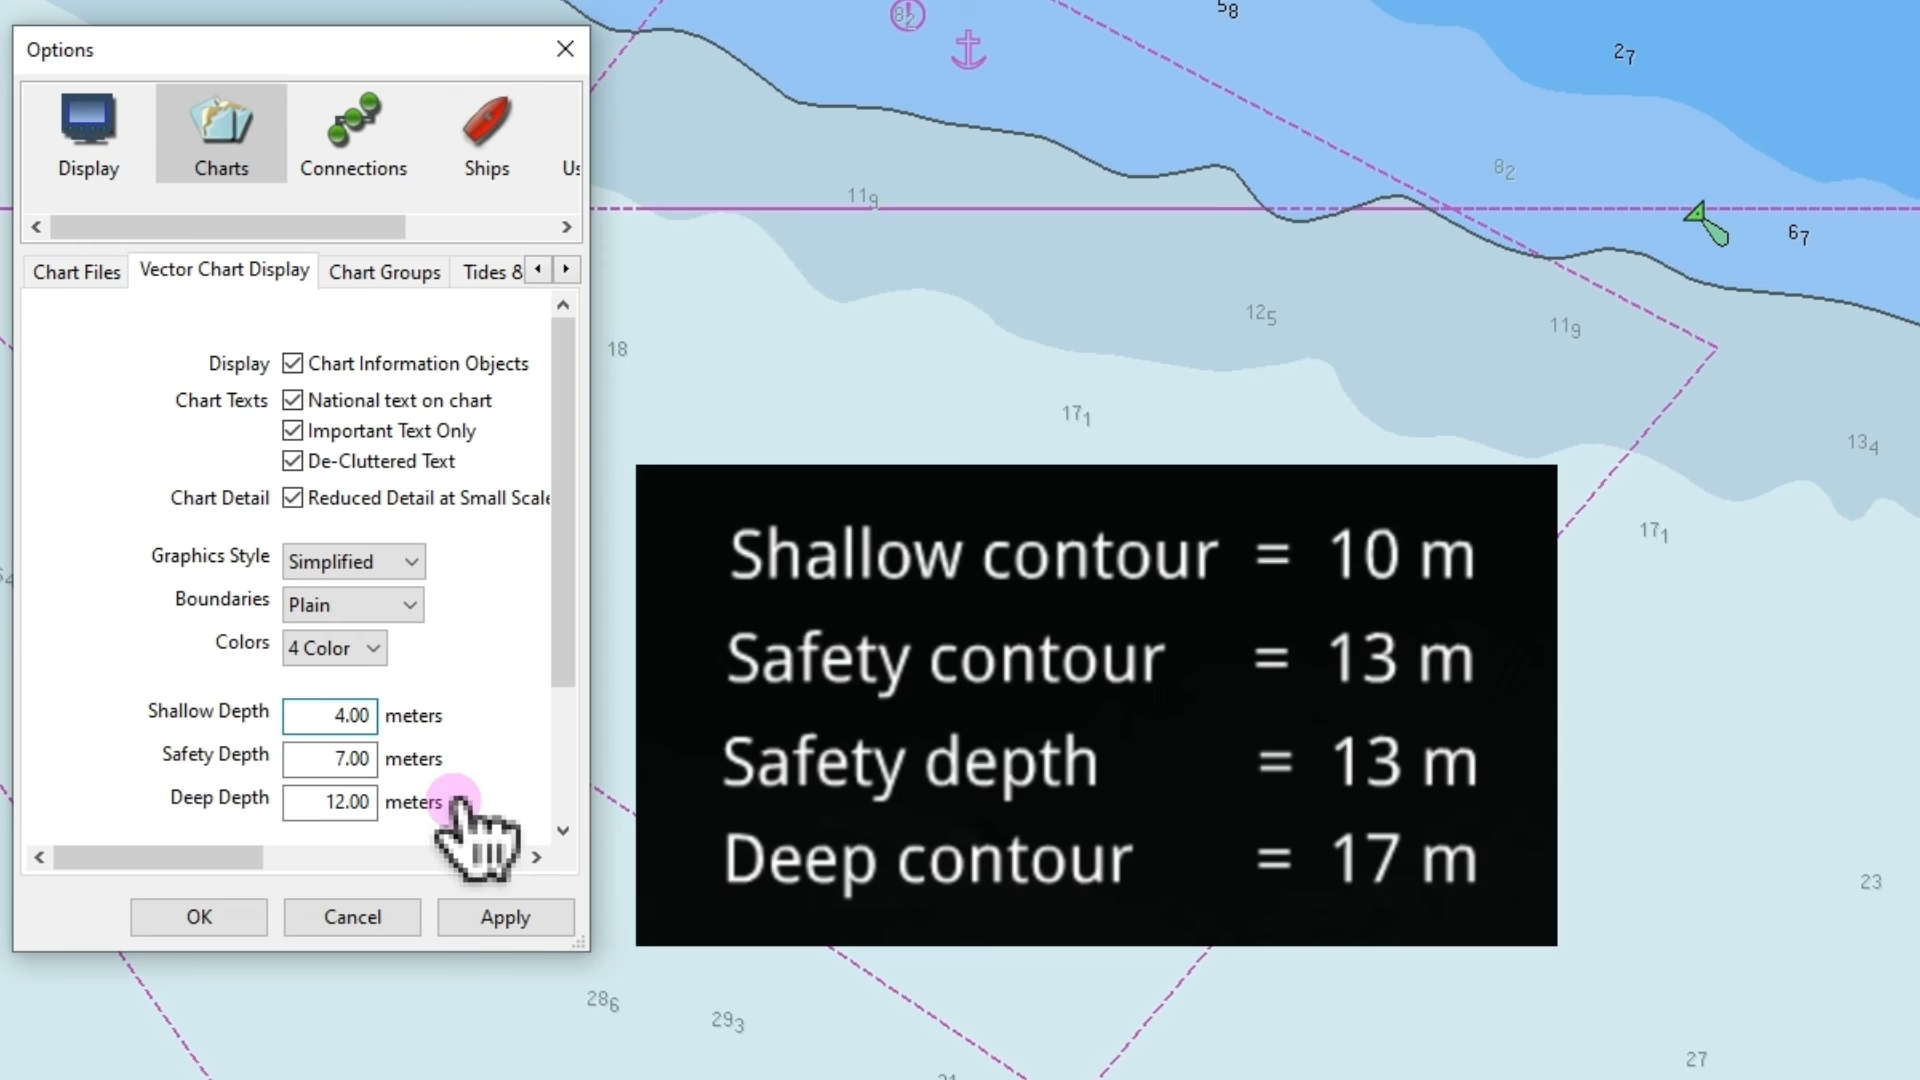 Options
Display
Charts
Connections
Ships
Us
Chart Files
Vector Chart Display
Chart Groups
Tides &
Display Chart Information Objects
Chart Texts National text on chart
Important Text Only
De-Cluttered Text
Chart Detail Reduced Detail at Small Scale
Graphics Style Simplified
Boundaries Plain
Colors 4 Color
Shallow Depth 4.00 meters
Safety Depth 7.00 meters
Deep Depth 12.00 meters
OK
Cancel
Apply
Shallow contour = 10 m
Safety contour = 13 m
Safety depth = 13 m
Deep contour = 17 m
8₂
5₈
2₇
8₂
11₉
6₇
12₅
11₉
18
17₁
13₄
17₁
23
28₆
29₃
27